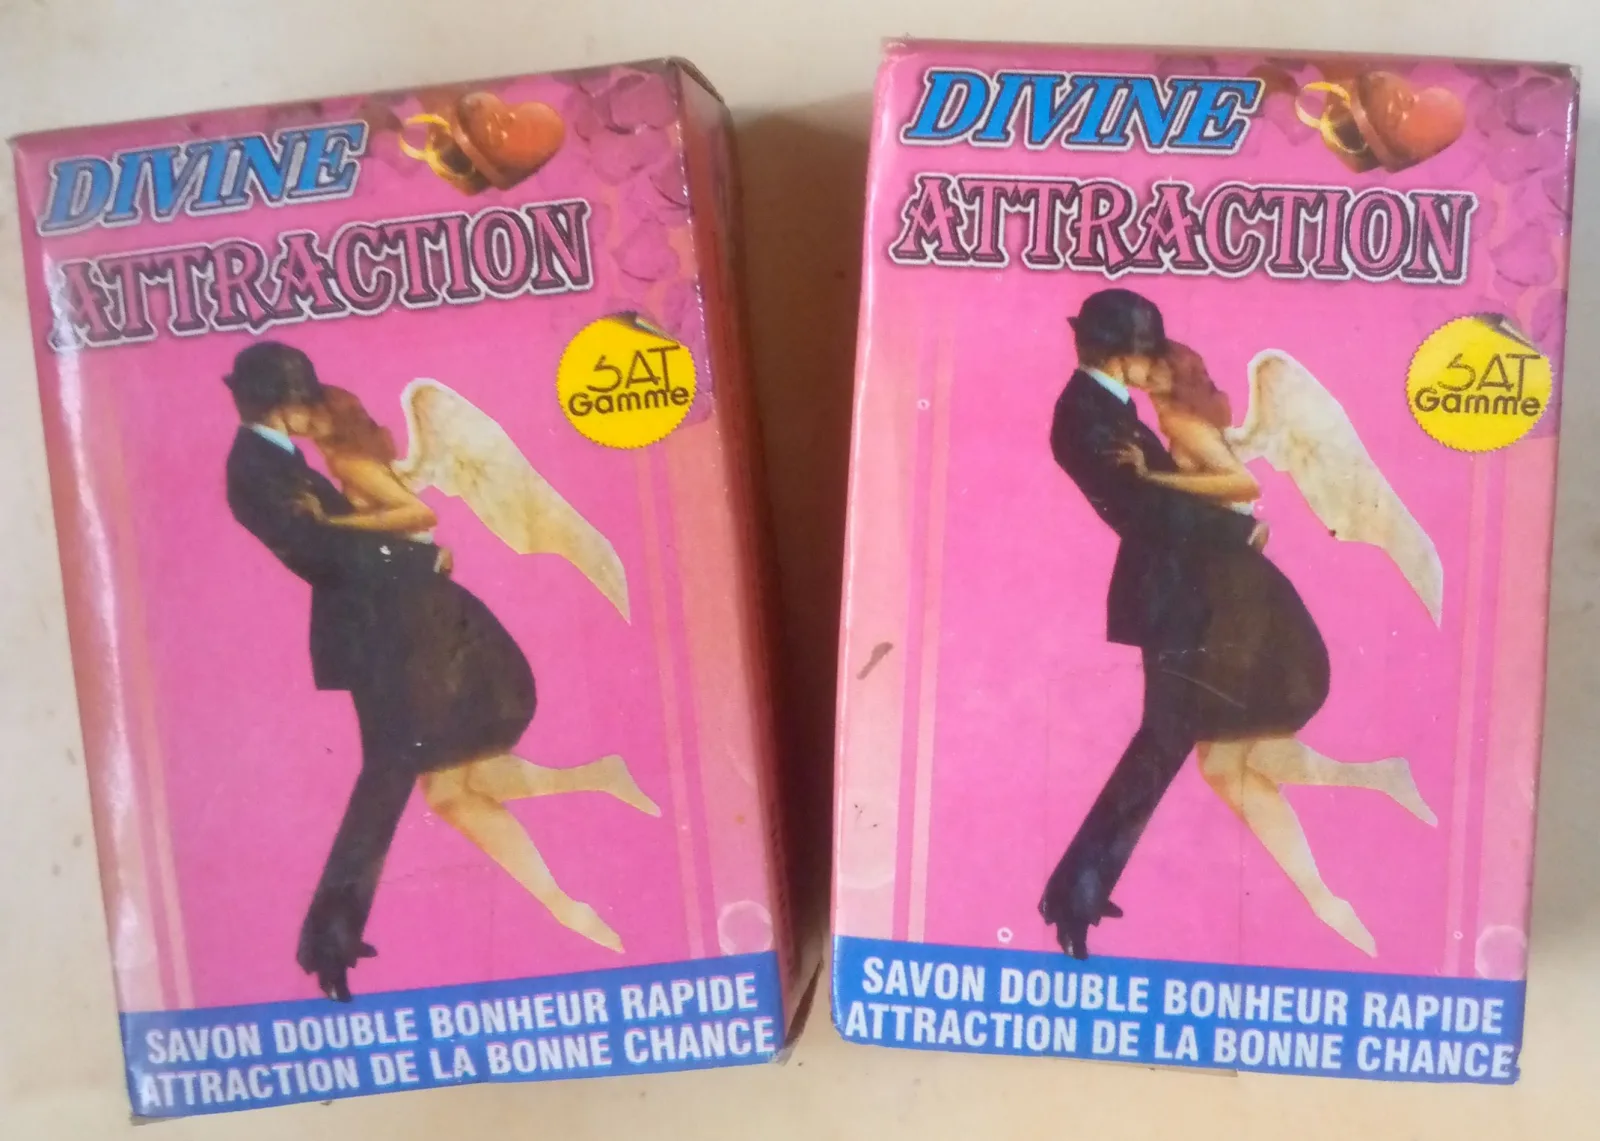 DIVINE
ATTRACTION
SAT
Gamme
SAVON DOUBLE BONHEUR RAPIDE
ATTRACTION DE LA BONNE CHANCE
DIVINE
ATTRACTION
SAT
Gamme
SAVON DOUBLE BONHEUR RAPIDE
ATTRACTION DE LA BONNE CHANCE